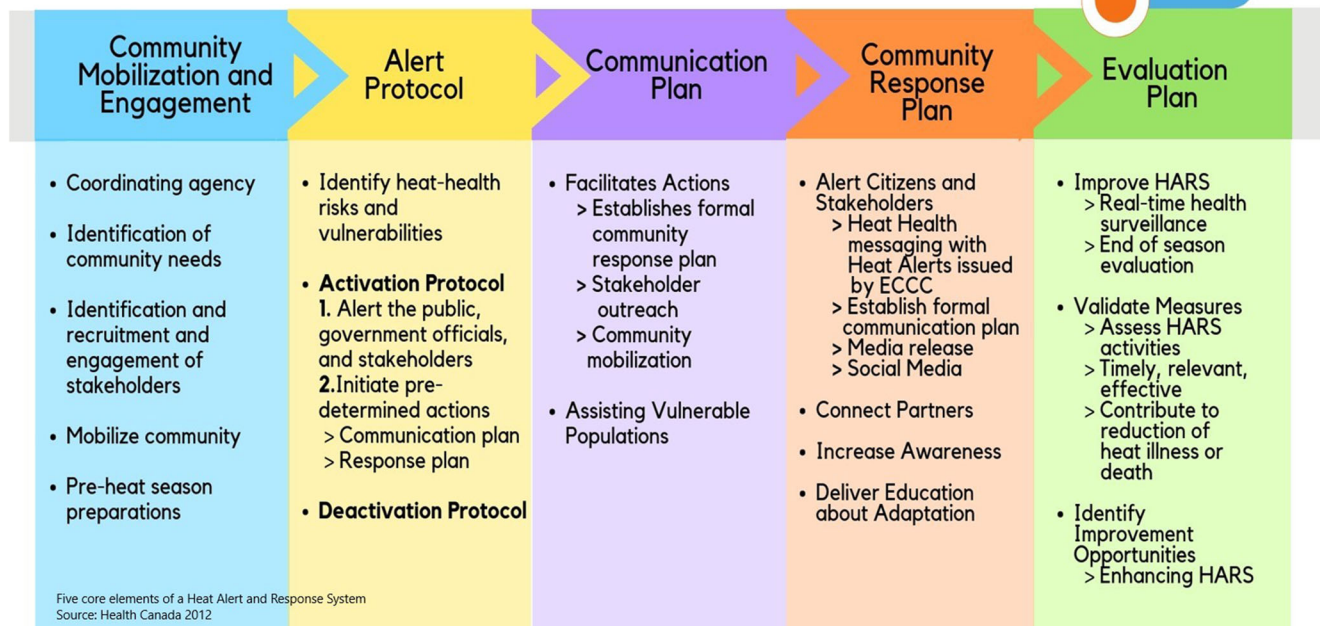 Community
Mobilization and
Engagement
Alert
Protocol
Communication
Plan
Community
Response
Plan
Evaluation
Plan
• Coordinating agency
• Identification of
community needs
• Identification and
recruitment and
engagement of
stakeholders
• Mobilize community
• Pre-heat season
preparations
• Identify heat-health
risks and
vulnerabilities
• Activation Protocol
1. Alert the public,
government officials,
and stakeholders
2.Initiate pre-
determined actions
> Communication plan
> Response plan
• Deactivation Protocol
• Facilitates Actions
> Establishes formal
community
response plan
> Stakeholder
outreach
> Community
mobilization
• Assisting Vulnerable
Populations
• Alert Citizens and
Stakeholders
> Heat Health
messaging with
Heat Alerts issued
by ECCC
> Establish formal
communication plan
> Media release
> Social Media
• Connect Partners
• Increase Awareness
• Deliver Education
about Adaptation
• Improve HARS
> Real-time health
surveillance
> End of season
evaluation
• Validate Measures
> Assess HARS
activities
> Timely, relevant,
effective
> Contribute to
reduction of
heat illness or
death
• Identify
Improvement
Opportunities
> Enhancing HARS
Five core elements of a Heat Alert and Response System
Source: Health Canada 2012